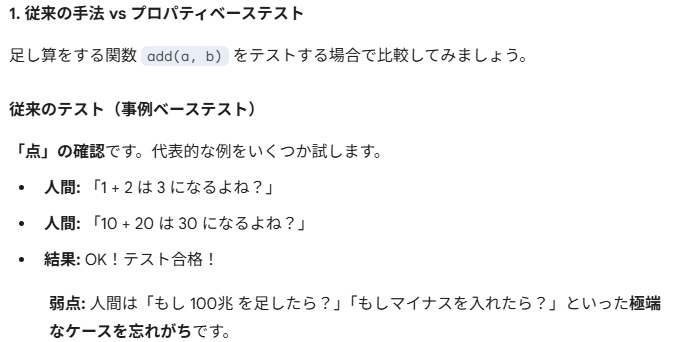 1. 従来の手法 vs プロパティベーステスト
足し算をする関数 add(a, b) をテストする場合で比較してみましょう。
従来のテスト（事例ベーステスト）
「点」の確認です。代表的な例をいくつか試します。
• 人間: 「1 + 2 は 3 になるよね？」
• 人間: 「10 + 20 は 30 になるよね？」
• 結果: OK！テスト合格！
弱点: 人間は「もし 100兆 を足したら？」「もしマイナスを入れたら？」といった極端
なケースを忘れがちです。